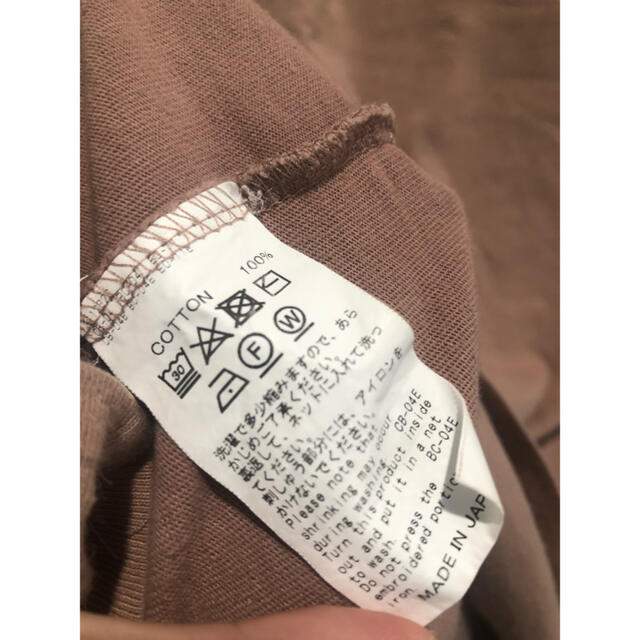 COTTON 100%
30
F W
洗濯で多少縮みますので、あら
かじめご了承ください。
裏返して、ネットに入れて洗っ
てください。
刺しゅう部分には、アイロンを
かけないでください。
Please note that
shrinking may occur
during washing. CB-04E
Turn this product inside
out and put it in a net
to wash. BC-04E
Do not press the
embroidered portion
iron.
MADE IN JAP